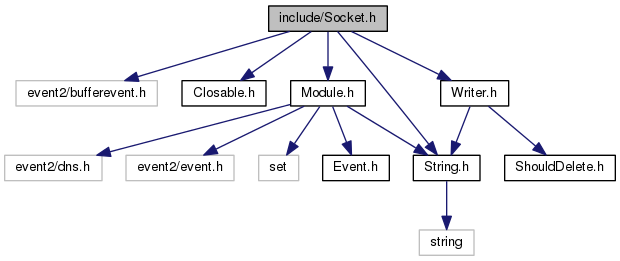 include/Socket.h
event2/bufferevent.h
Closable.h
Module.h
Writer.h
event2/dns.h
event2/event.h
set
Event.h
String.h
ShouldDelete.h
string